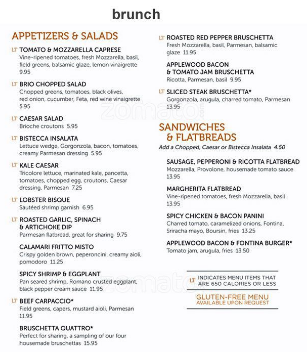 brunch
APPETIZERS & SALADS
LT TOMATO & MOZZARELLA CAPRESE
Vine-ripened tomatoes, fresh Mozzarella, basil,
field greens, balsamic glaze, lemon vinaigrette
9.95
LT BRIO CHOPPED SALAD
Chopped greens, tomatoes, black olives,
red onion, cucumber, Feta, red wine vinaigrette
5.95
LT CAESAR SALAD
Brioche croutons 5.95
LT BISTECCA INSALATA
Lettuce wedge, Gorgonzola, bacon, tomatoes,
creamy Parmesan dressing 5.95
LT KALE CAESAR
Tricolore lettuce, marinated kale, pancetta,
tomatoes, chopped egg, croutons, Caesar
dressing, Parmesan 7.25
LT LOBSTER BISQUE
Sautéed shrimp garnish 6.95
LT ROASTED GARLIC, SPINACH
& ARTICHOKE DIP
Parmesan flatbread, great for sharing 9.75
CALAMARI FRITTO MISTO
Crispy golden brown, peperoncini, creamy aioli,
pomodoro 11.25
SPICY SHRIMP & EGGPLANT
Pan seared shrimp, Romano crusted eggplant,
black pepper cream sauce 11.95
LT BEEF CARPACCIO*
Field greens, capers, mustard aioli, Parmesan
11.95
BRUSCHETTA QUATTRO*
Perfect for sharing, a sampling of our four
housemade bruschettas 15.95
LT ROASTED RED PEPPER BRUSCHETTA
Fresh Mozzarella, basil, Parmesan, balsamic
glaze 11.95
APPLEWOOD BACON
& TOMATO JAM BRUSCHETTA
Ricotta, Parmesan, basil 9.95
LT SLICED STEAK BRUSCHETTA*
Gorgonzola, arugula, charred tomato, Parmesan
13.95
SANDWICHES
& FLATBREADS
Add a Chopped, Caesar or Bistecca Insalata 4.50
SAUSAGE, PEPPERONI & RICOTTA FLATBREAD
Mozzarella, Provolone, housemade tomato sauce
13.95
MARGHERITA FLATBREAD
Vine-ripened tomatoes, fresh Mozzarella, basil
13.95
SPICY CHICKEN & BACON PANINI
Charred tomato, caramelized onions, Fontina,
Sriracha mayo, Boursin, fries 13.25
APPLEWOOD BACON & FONTINA BURGER*
Tomato jam, arugula, fries 13.50
LT INDICATES MENU ITEMS THAT
ARE 650 CALORIES OR LESS
GLUTEN-FREE MENU
AVAILABLE UPON REQUEST